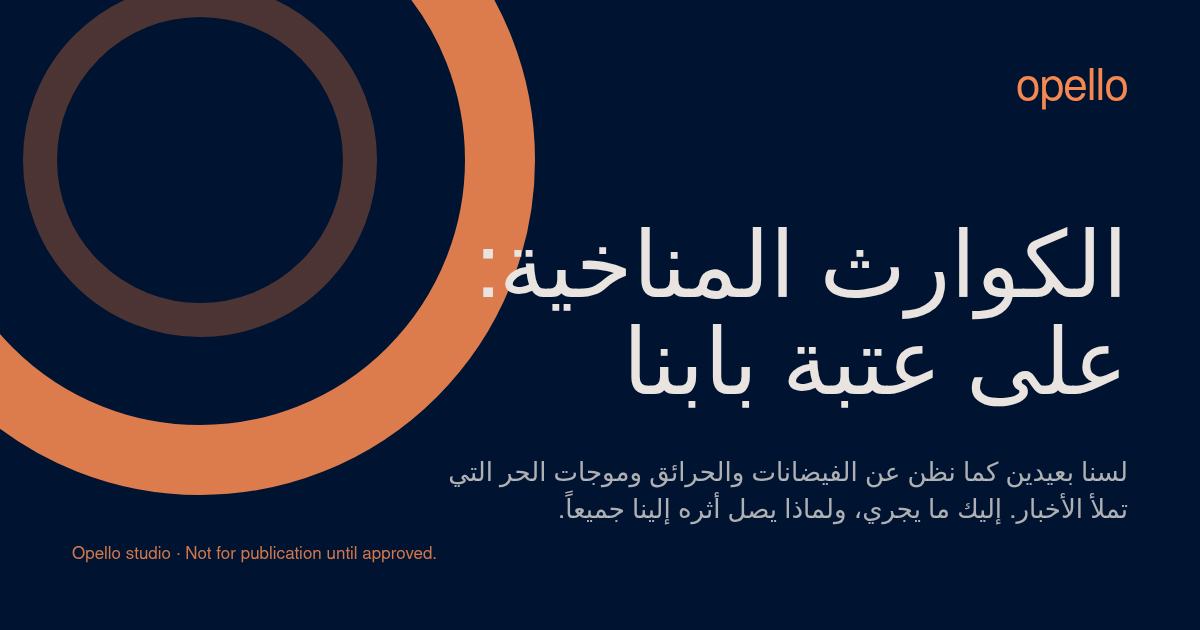 opello
الكوارث المناخية:
على عتبة بابنا
لسنا بعيدين كما نظن عن الفيضانات والحرائق وموجات الحر التي
تملأ الأخبار. إليك ما يجري، ولماذا يصل أثره إلينا جميعاً.
Opello studio · Not for publication until approved.